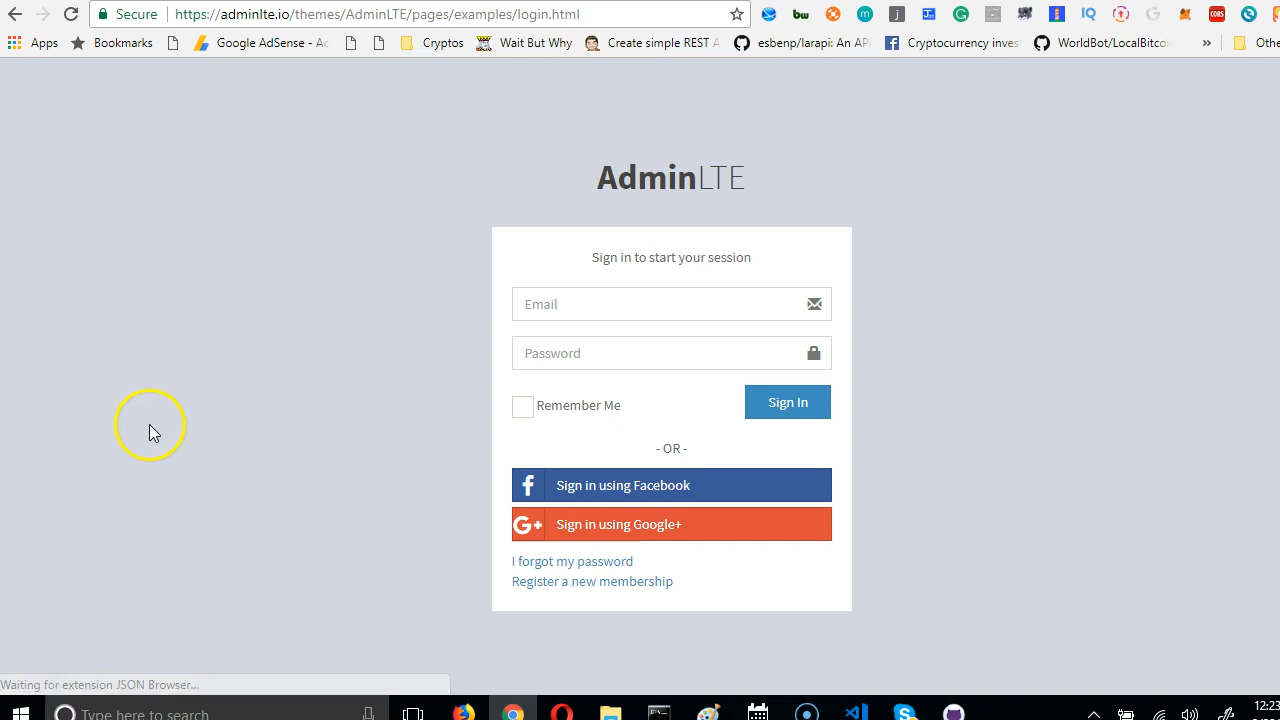 Secure https://adminlte.io/themes/AdminLTE/pages/examples/login.html
Apps Bookmarks Google AdSense - Ac Cryptos Wait But Why Create simple REST A esbenp/larapi: An API Cryptocurrency inves WorldBot/LocalBitcoi » Othe
AdminLTE
Sign in to start your session
Email
Password
Remember Me Sign In
- OR -
Sign in using Facebook
Sign in using Google+
I forgot my password
Register a new membership
Waiting for extension JSON Browser...
Type here to search
12:23